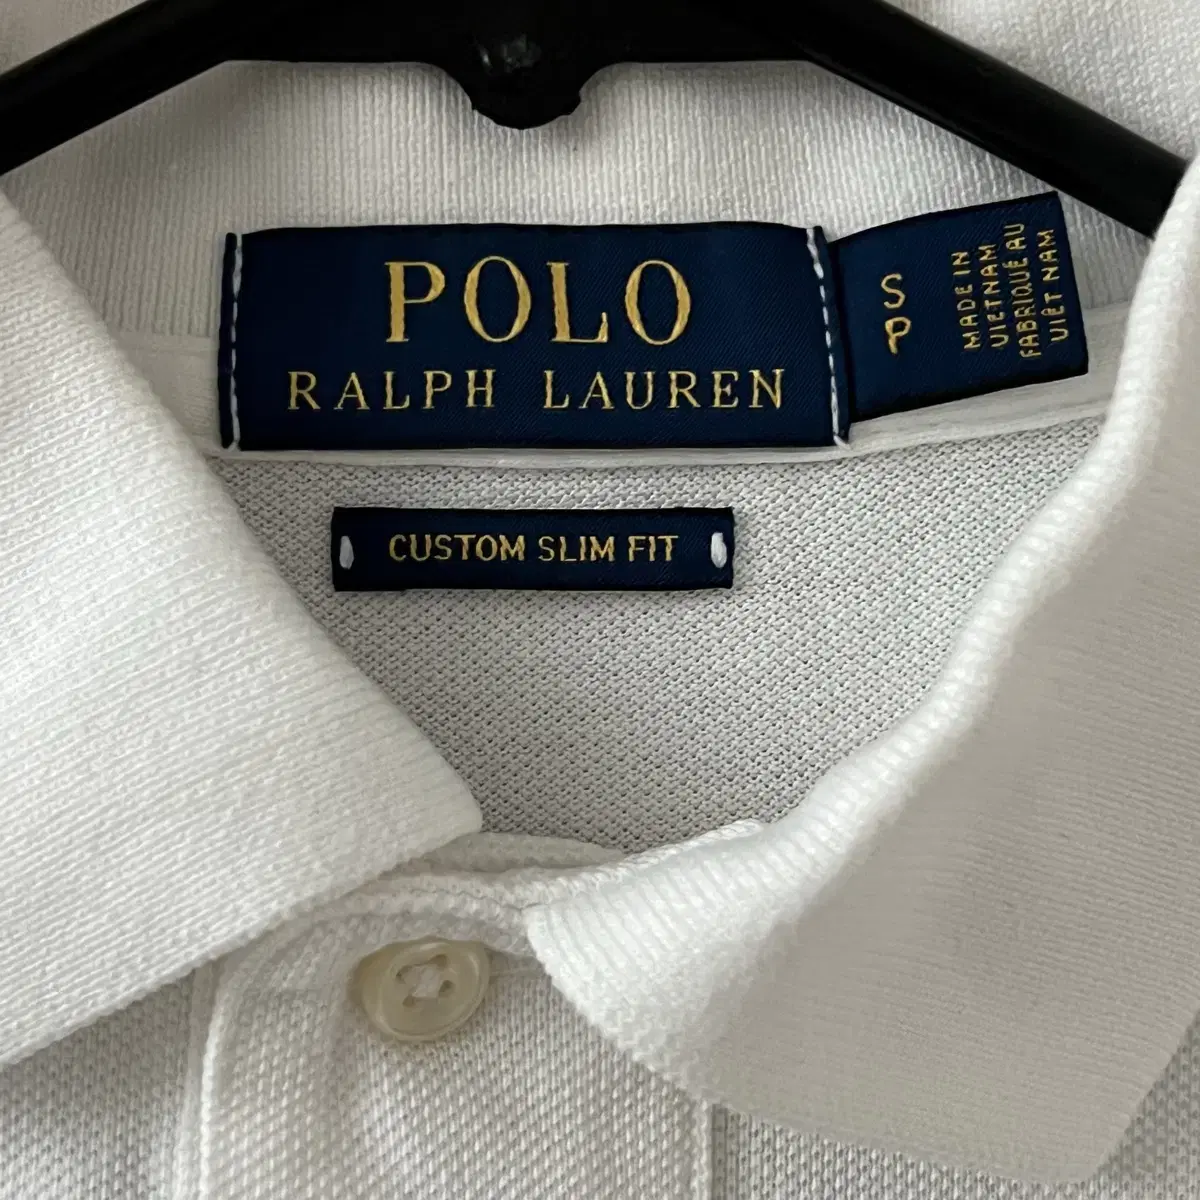 POLO
RALPH LAUREN
S
P
MADE IN
VIETNAM
FABRIQUÉ AU
VIÊT NAM
CUSTOM SLIM FIT